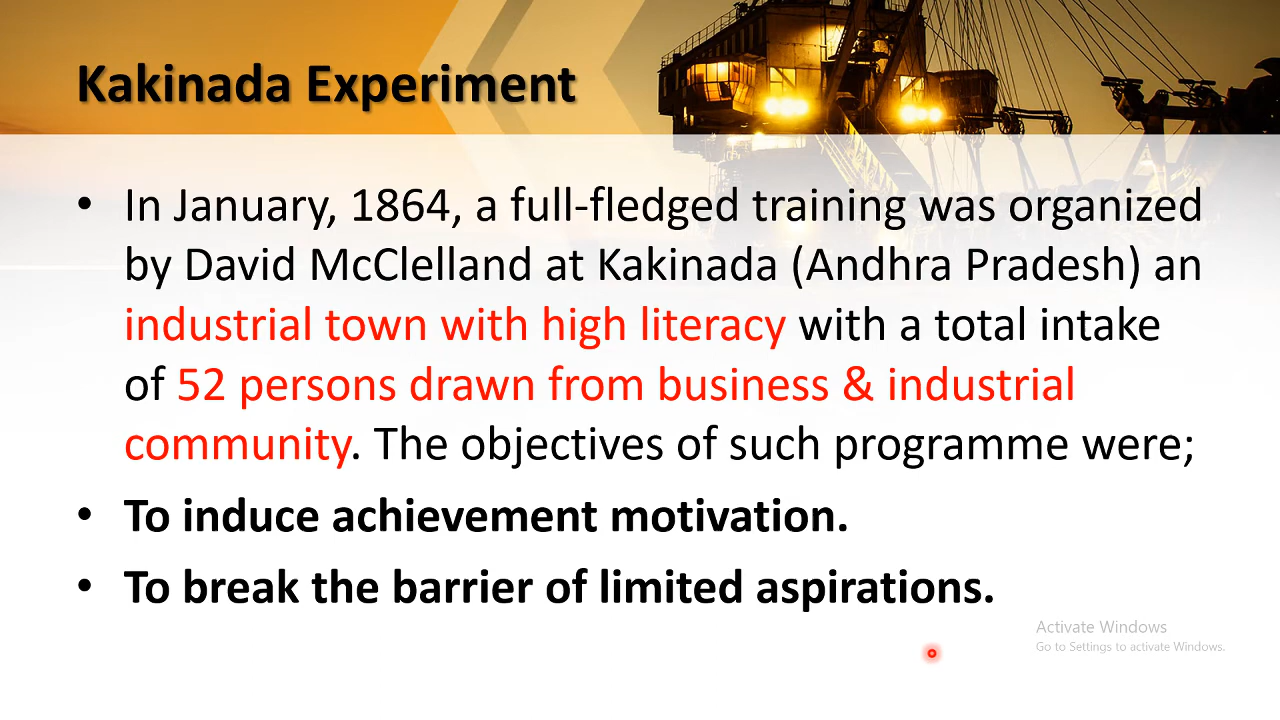 Kakinada Experiment
• In January, 1864, a full-fledged training was organized
by David McClelland at Kakinada (Andhra Pradesh) an
industrial town with high literacy with a total intake
of 52 persons drawn from business & industrial
community. The objectives of such programme were;
• To induce achievement motivation.
• To break the barrier of limited aspirations.
Activate Windows
Go to Settings to activate Windows.